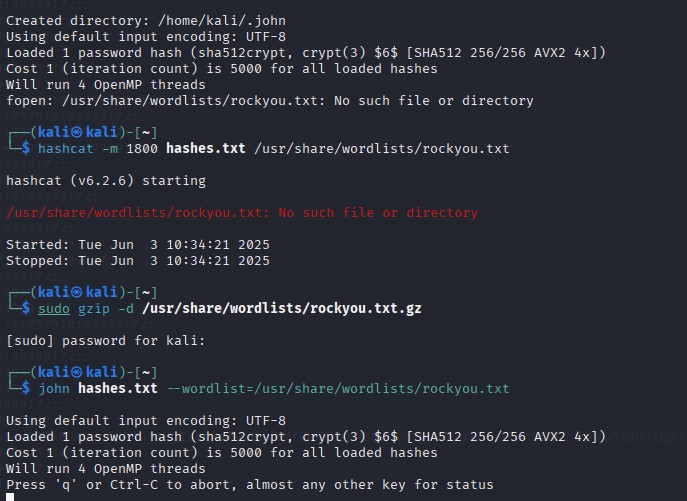 Created directory: /home/kali/.john
Using default input encoding: UTF-8
Loaded 1 password hash (sha512crypt, crypt(3) $6$ [SHA512 256/256 AVX2 4x])
Cost 1 (iteration count) is 5000 for all loaded hashes
Will run 4 OpenMP threads
fopen: /usr/share/wordlists/rockyou.txt: No such file or directory
┌──(kali㉿kali)-[~]
└─$ hashcat -m 1800 hashes.txt /usr/share/wordlists/rockyou.txt
hashcat (v6.2.6) starting
/usr/share/wordlists/rockyou.txt: No such file or directory
Started: Tue Jun  3 10:34:21 2025
Stopped: Tue Jun  3 10:34:21 2025
┌──(kali㉿kali)-[~]
└─$ sudo gzip -d /usr/share/wordlists/rockyou.txt.gz
[sudo] password for kali:
┌──(kali㉿kali)-[~]
└─$ john hashes.txt --wordlist=/usr/share/wordlists/rockyou.txt
Using default input encoding: UTF-8
Loaded 1 password hash (sha512crypt, crypt(3) $6$ [SHA512 256/256 AVX2 4x])
Cost 1 (iteration count) is 5000 for all loaded hashes
Will run 4 OpenMP threads
Press 'q' or Ctrl-C to abort, almost any other key for status